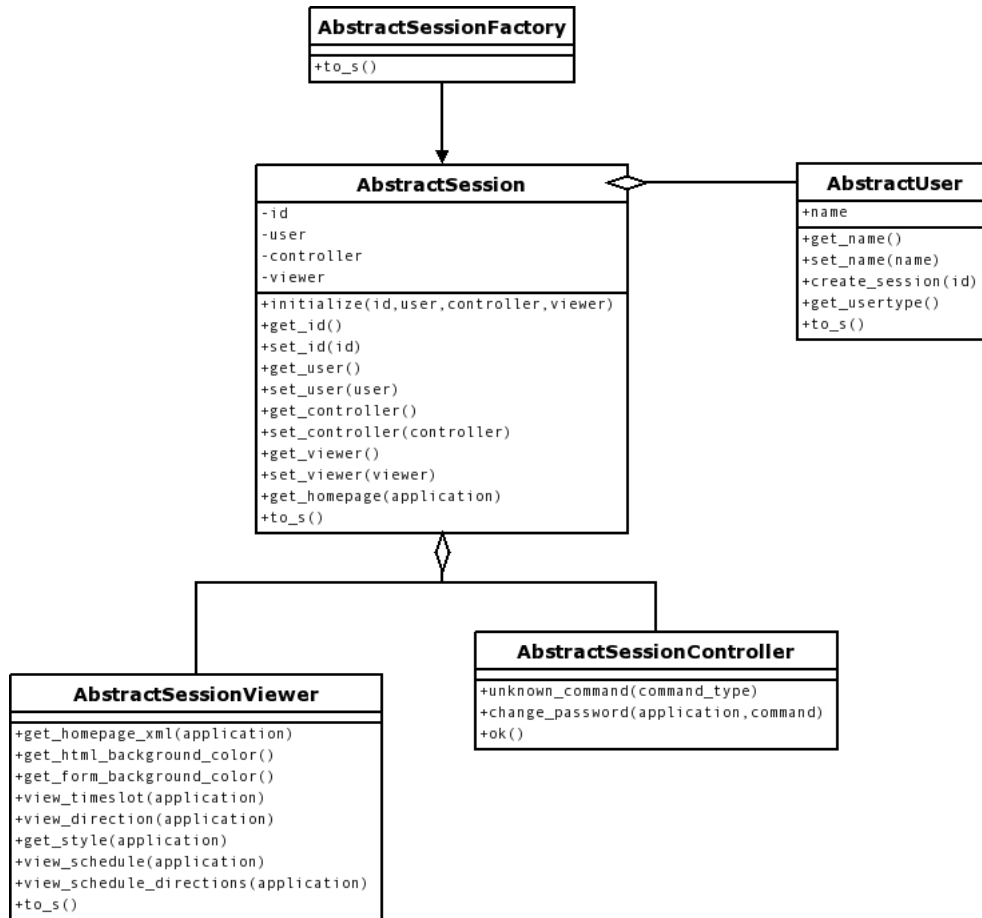 AbstractSessionFactory
+to_s()
AbstractSession
-id
-user
-controller
-viewer
+initialize(id,user,controller,viewer)
+get_id()
+set_id(id)
+get_user()
+set_user(user)
+get_controller()
+set_controller(controller)
+get_viewer()
+set_viewer(viewer)
+get_homepage(application)
+to_s()
AbstractUser
+name
+get_name()
+set_name(name)
+create_session(id)
+get_usertype()
+to_s()
AbstractSessionController
+unknown_command(command_type)
+change_password(application,command)
+ok()
AbstractSessionViewer
+get_homepage_xml(application)
+get_html_background_color()
+get_form_background_color()
+view_timeslot(application)
+view_direction(application)
+get_style(application)
+view_schedule(application)
+view_schedule_directions(application)
+to_s()